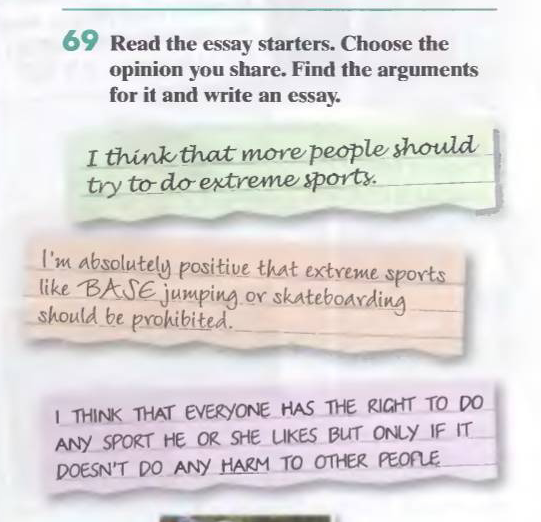 69 Read the essay starters. Choose the
opinion you share. Find the arguments
for it and write an essay.
I think that more people should
try to do extreme sports.
I'm absolutely positive that extreme sports
like BASE jumping or skateboarding
should be prohibited.
I THINK THAT EVERYONE HAS THE RIGHT TO DO
ANY SPORT HE OR SHE LIKES BUT ONLY IF IT
DOESN'T DO ANY HARM TO OTHER PEOPLE